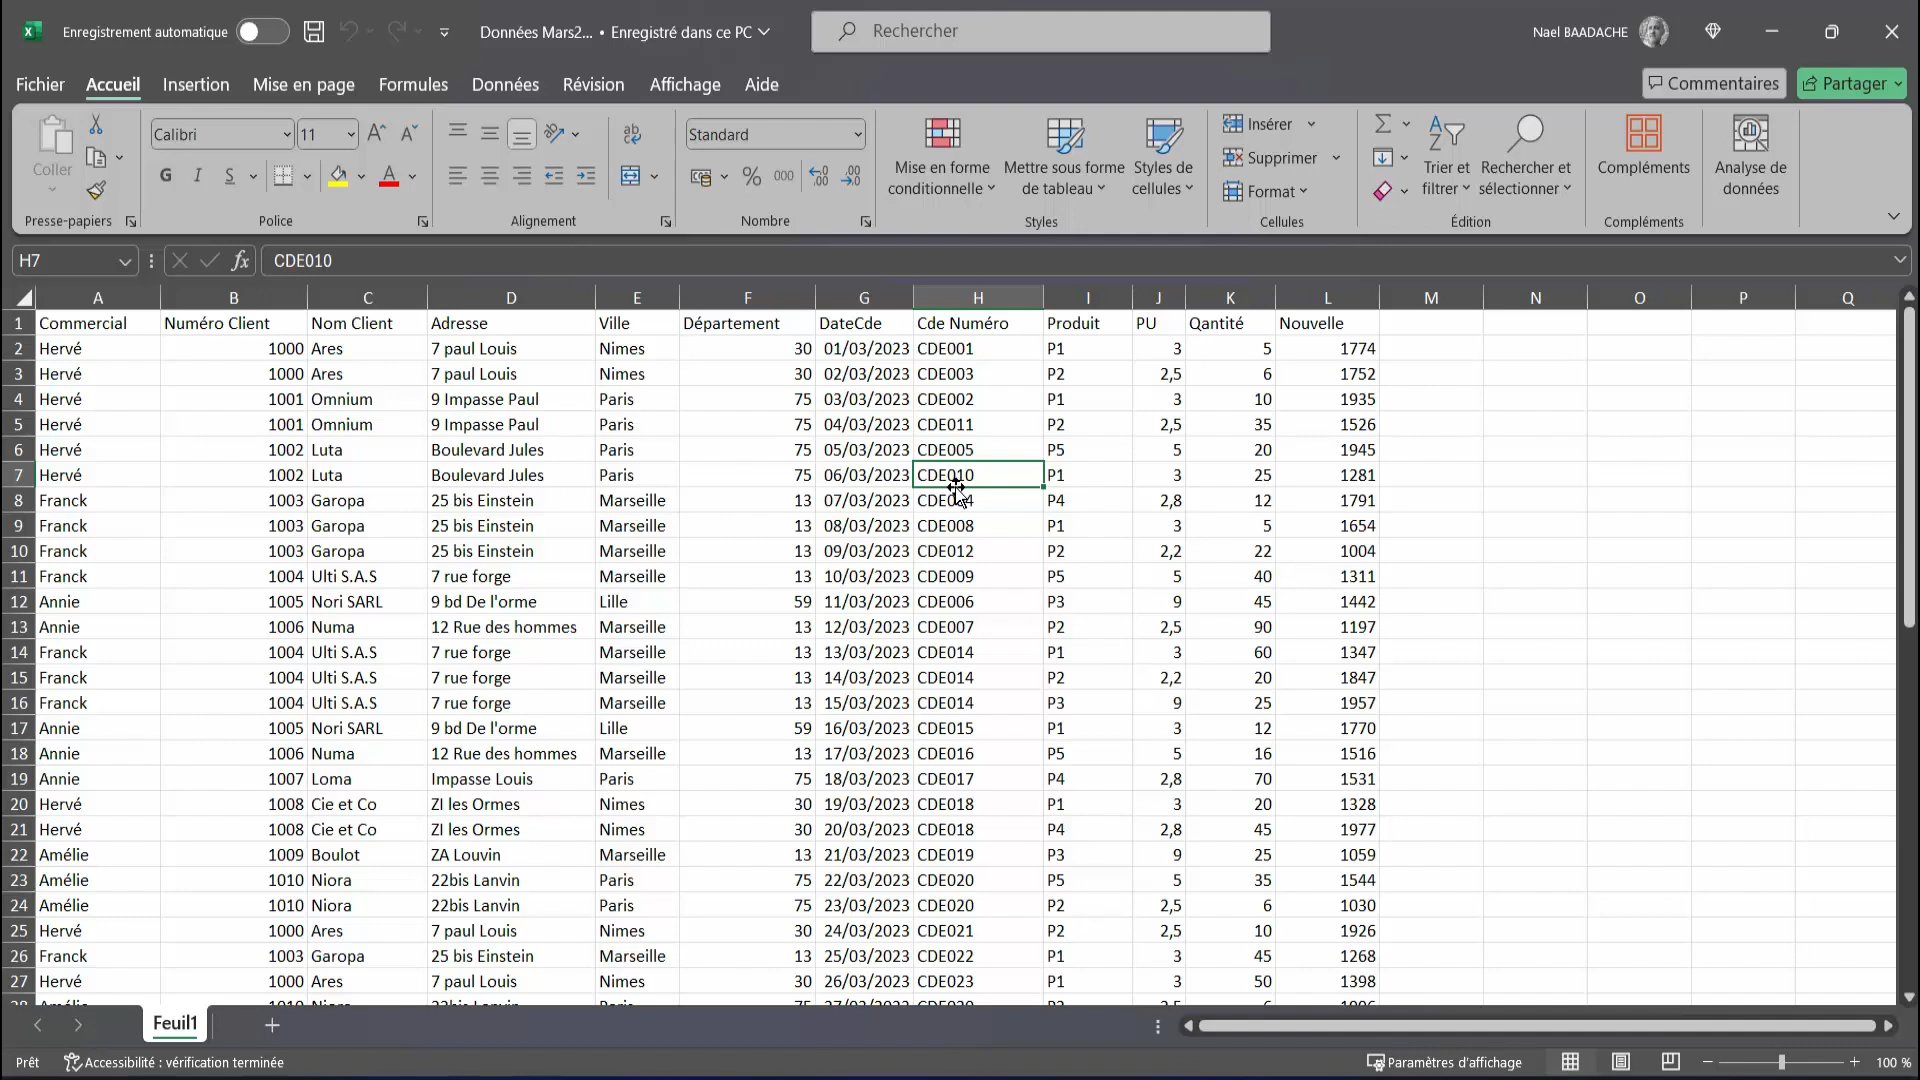 Enregistrement automatique Données Mars2... • Enregistré dans ce PC Rechercher Nael BAADACHE
Fichier Accueil Insertion Mise en page Formules Données Révision Affichage Aide Commentaires Partager
Coller Calibri 11 Standard Mise en forme conditionnelle Mettre sous forme de tableau Styles de cellules Insérer Supprimer Format Trier et filtrer Rechercher et sélectionner Compléments Analyse de données
G I S % 000
Presse-papiers Police Alignement Nombre Styles Cellules Édition Compléments
H7 fx CDE010
A B C D E F G H I J K L M N O P Q
1 Commercial Numéro Client Nom Client Adresse Ville Département DateCde Cde Numéro Produit PU Qantité Nouvelle
2 Hervé 1000 Ares 7 paul Louis Nimes 30 01/03/2023 CDE001 P1 3 5 1774
3 Hervé 1000 Ares 7 paul Louis Nimes 30 02/03/2023 CDE003 P2 2,5 6 1752
4 Hervé 1001 Omnium 9 Impasse Paul Paris 75 03/03/2023 CDE002 P1 3 10 1935
5 Hervé 1001 Omnium 9 Impasse Paul Paris 75 04/03/2023 CDE011 P2 2,5 35 1526
6 Hervé 1002 Luta Boulevard Jules Paris 75 05/03/2023 CDE005 P5 5 20 1945
7 Hervé 1002 Luta Boulevard Jules Paris 75 06/03/2023 CDE010 P1 3 25 1281
8 Franck 1003 Garopa 25 bis Einstein Marseille 13 07/03/2023 P4 2,8 12 1791
9 Franck 1003 Garopa 25 bis Einstein Marseille 13 08/03/2023 CDE008 P1 3 5 1654
10 Franck 1003 Garopa 25 bis Einstein Marseille 13 09/03/2023 CDE012 P2 2,2 22 1004
11 Franck 1004 Ulti S.A.S 7 rue forge Marseille 13 10/03/2023 CDE009 P5 5 40 1311
12 Annie 1005 Nori SARL 9 bd De l'orme Lille 59 11/03/2023 CDE006 P3 9 45 1442
13 Annie 1006 Numa 12 Rue des hommes Marseille 13 12/03/2023 CDE007 P2 2,5 90 1197
14 Franck 1004 Ulti S.A.S 7 rue forge Marseille 13 13/03/2023 CDE014 P1 3 60 1347
15 Franck 1004 Ulti S.A.S 7 rue forge Marseille 13 14/03/2023 CDE014 P2 2,2 20 1847
16 Franck 1004 Ulti S.A.S 7 rue forge Marseille 13 15/03/2023 CDE014 P3 9 25 1957
17 Annie 1005 Nori SARL 9 bd De l'orme Lille 59 16/03/2023 CDE015 P1 3 12 1770
18 Annie 1006 Numa 12 Rue des hommes Marseille 13 17/03/2023 CDE016 P5 5 16 1516
19 Annie 1007 Loma Impasse Louis Paris 75 18/03/2023 CDE017 P4 2,8 70 1531
20 Hervé 1008 Cie et Co ZI les Ormes Nimes 30 19/03/2023 CDE018 P1 3 20 1328
21 Hervé 1008 Cie et Co ZI les Ormes Nimes 30 20/03/2023 CDE018 P4 2,8 45 1977
22 Amélie 1009 Boulot ZA Louvin Marseille 13 21/03/2023 CDE019 P3 9 25 1059
23 Amélie 1010 Niora 22bis Lanvin Paris 75 22/03/2023 CDE020 P5 5 35 1544
24 Amélie 1010 Niora 22bis Lanvin Paris 75 23/03/2023 CDE020 P2 2,5 6 1030
25 Hervé 1000 Ares 7 paul Louis Nimes 30 24/03/2023 CDE021 P2 2,5 10 1926
26 Franck 1003 Garopa 25 bis Einstein Marseille 13 25/03/2023 CDE022 P1 3 45 1268
27 Hervé 1000 Ares 7 paul Louis Nimes 30 26/03/2023 CDE023 P1 3 50 1398
Feuil1
Prêt Accessibilité : vérification terminée Paramètres d'affichage 100 %